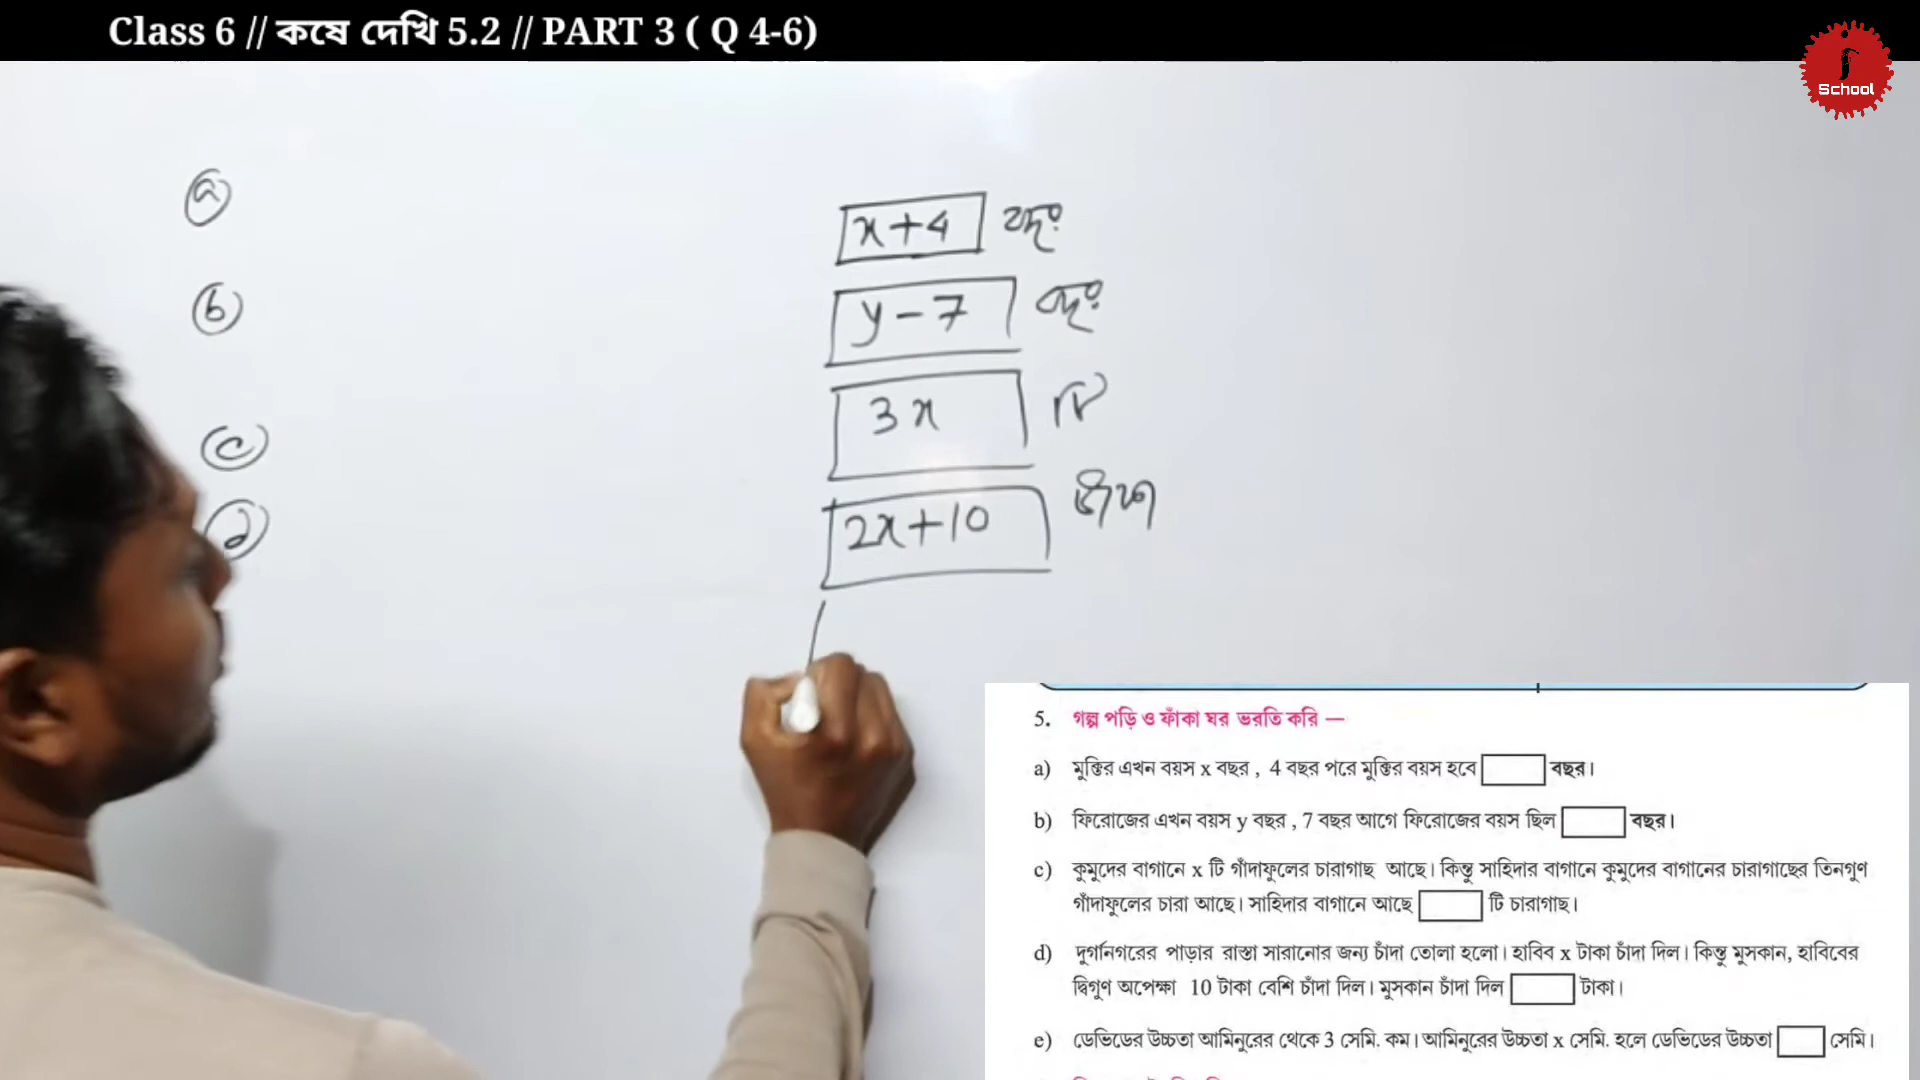 Class 6 // কষে দেখি 5.2 // PART 3 ( Q 4-6)
School
a
x+4
b
y-7
c
3x
টি
d
2x+10
5. গল্প পড়ি ও ফাঁকা ঘর ভরতি করি —
a) মুক্তির এখন বয়স x বছর , 4 বছর পরে মুক্তির বয়স হবে বছর।
b) ফিরোজের এখন বয়স y বছর , 7 বছর আগে ফিরোজের বয়স ছিল বছর।
c) কুমুদের বাগানে x টি গাঁদাফুলের চারাগাছ আছে। কিন্তু সাহিদার বাগানে কুমুদের বাগানের চারাগাছের তিনগুণ
গাঁদাফুলের চারা আছে। সাহিদার বাগানে আছে টি চারাগাছ।
d) দুর্গানগরের পাড়ার রাস্তা সারানোর জন্য চাঁদা তোলা হলো। হাবিব x টাকা চাঁদা দিল। কিন্তু মুসকান, হাবিবের
দ্বিগুণ অপেক্ষা 10 টাকা বেশি চাঁদা দিল। মুসকান চাঁদা দিল টাকা।
e) ডেভিডের উচ্চতা আমিনুরের থেকে 3 সেমি. কম। আমিনুরের উচ্চতা x সেমি. হলে ডেভিডের উচ্চতা সেমি।